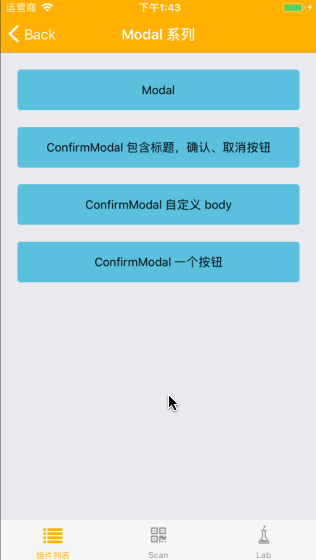 运营商 下午1:43
Back Modal 系列
Modal
ConfirmModal 包含标题，确认、取消按钮
ConfirmModal 自定义 body
ConfirmModal 一个按钮
组件列表 Scan Lab